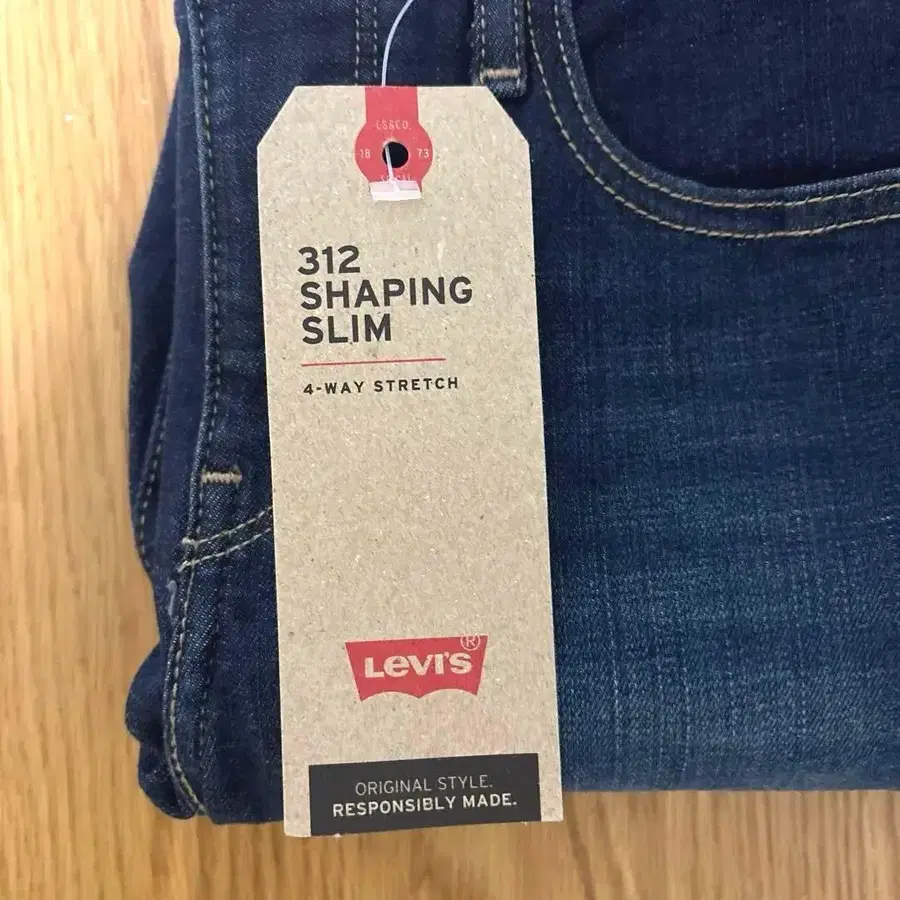 LS&CO.
18 73
312
SHAPING
SLIM
4-WAY STRETCH
LEVI'S®
ORIGINAL STYLE.
RESPONSIBLY MADE.